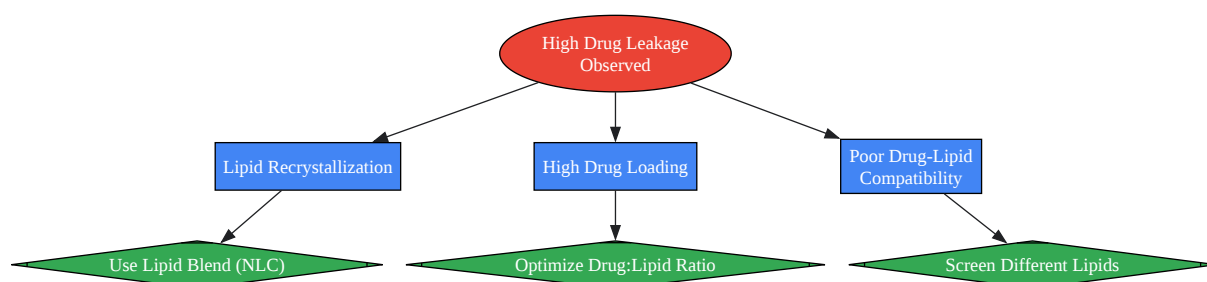 High Drug Leakage
Observed
Lipid Recrystallization
High Drug Loading
Poor Drug-Lipid
Compatibility
Use Lipid Blend (NLC)
Optimize Drug:Lipid Ratio
Screen Different Lipids